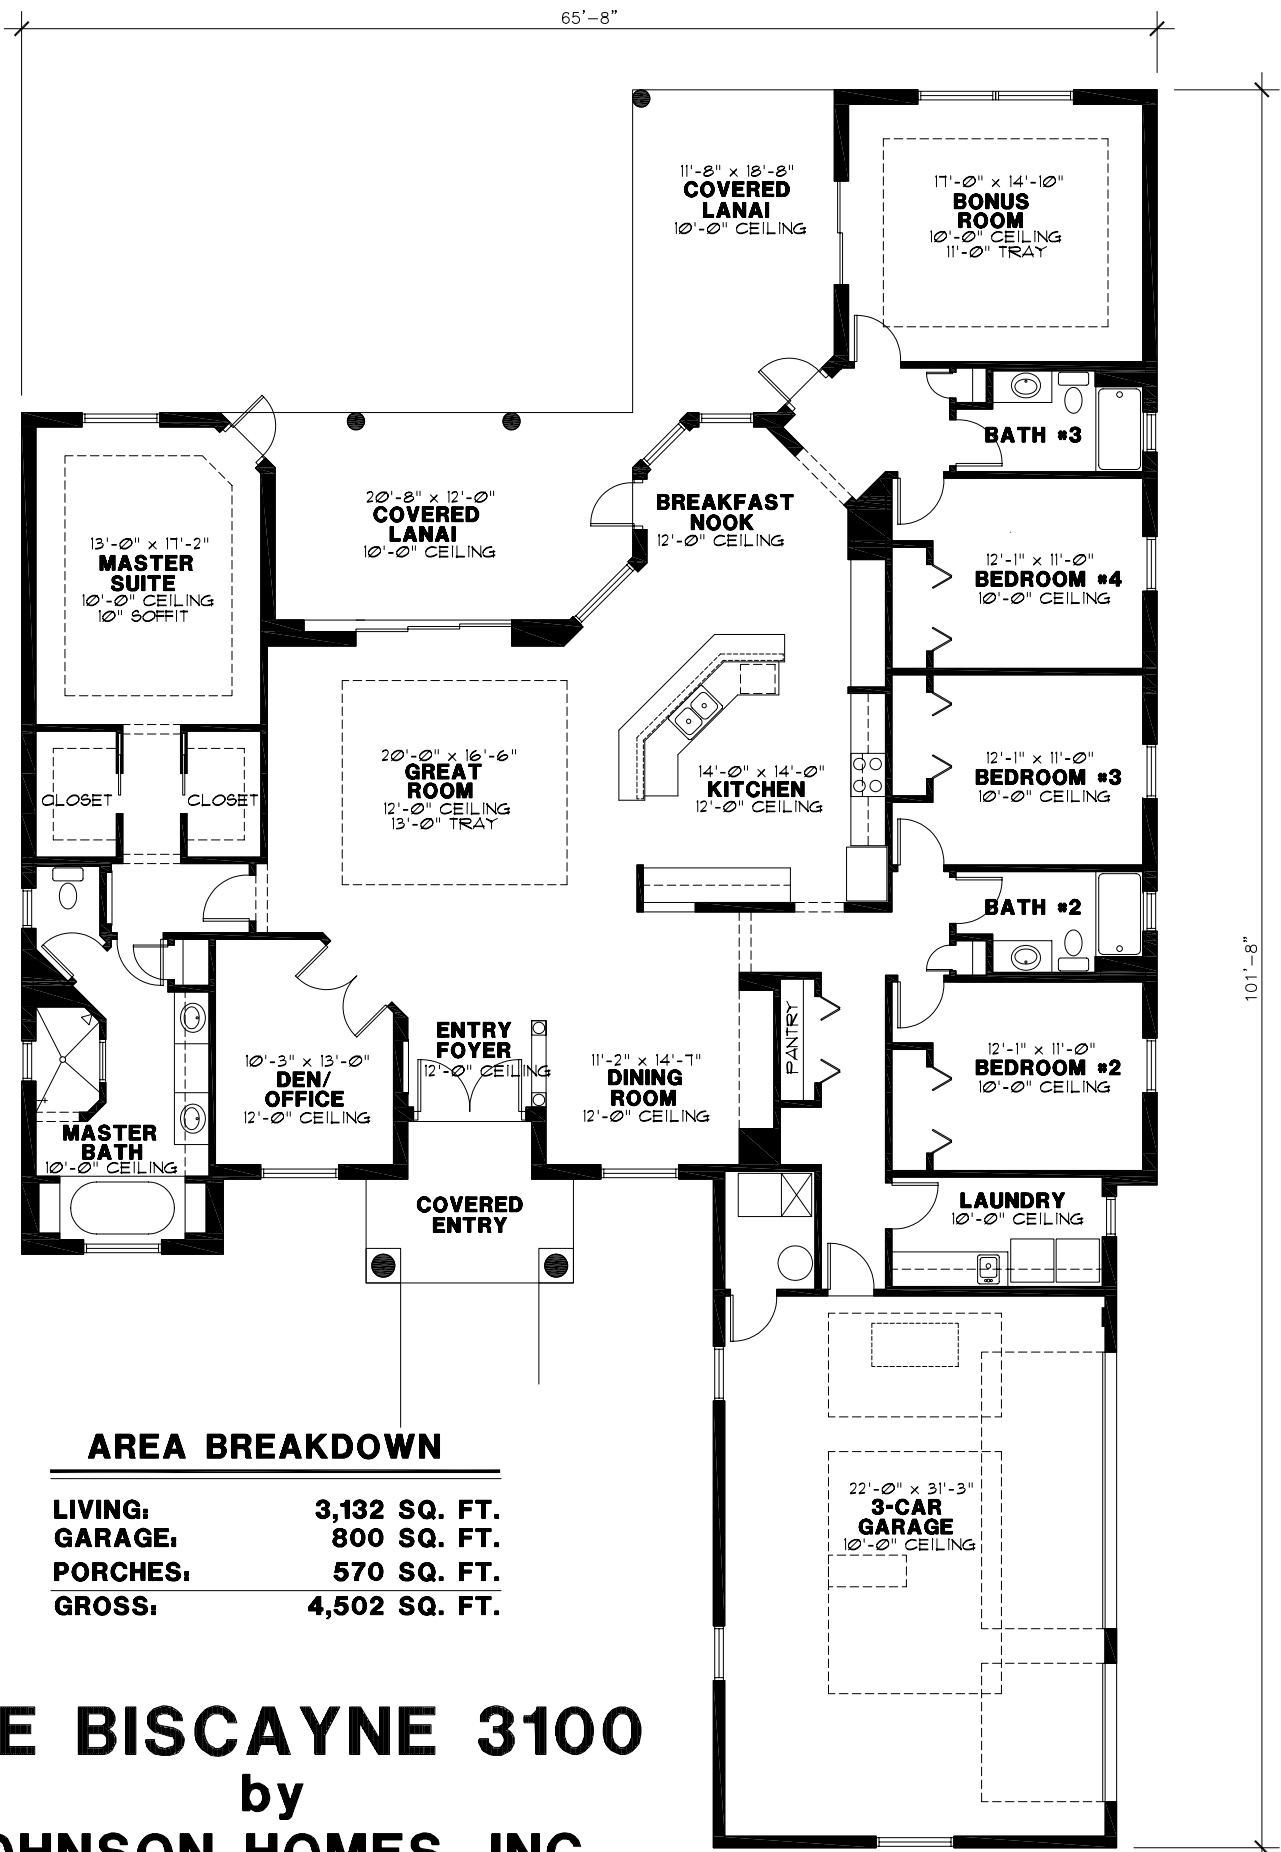 65'-8"
11'-8" x 18'-8"
COVERED
LANAI
10'-0" CEILING
17'-0" x 14'-10"
BONUS
ROOM
10'-0" CEILING
11'-0" TRAY
BATH #3
20'-8" x 12'-0"
COVERED
LANAI
10'-0" CEILING
BREAKFAST
NOOK
12'-0" CEILING
13'-0" x 17'-2"
MASTER
SUITE
10'-0" CEILING
10" SOFFIT
12'-1" x 11'-0"
BEDROOM #4
10'-0" CEILING
20'-0" x 16'-6"
GREAT
ROOM
12'-0" CEILING
13'-0" TRAY
14'-0" x 14'-0"
KITCHEN
12'-0" CEILING
12'-1" x 11'-0"
BEDROOM #3
10'-0" CEILING
CLOSET
CLOSET
BATH #2
101'-8"
ENTRY
FOYER
12'-0" CEILING
10'-3" x 13'-0"
DEN/
OFFICE
12'-0" CEILING
11'-2" x 14'-7"
DINING
ROOM
12'-0" CEILING
PANTRY
12'-1" x 11'-0"
BEDROOM #2
10'-0" CEILING
MASTER
BATH
10'-0" CEILING
COVERED
ENTRY
LAUNDRY
10'-0" CEILING
22'-0" x 31'-3"
3-CAR
GARAGE
10'-0" CEILING
AREA BREAKDOWN
LIVING: 3,132 SQ. FT.
GARAGE: 800 SQ. FT.
PORCHES: 570 SQ. FT.
GROSS: 4,502 SQ. FT.
E BISCAYNE 3100
by
OHNSON HOMES, INC